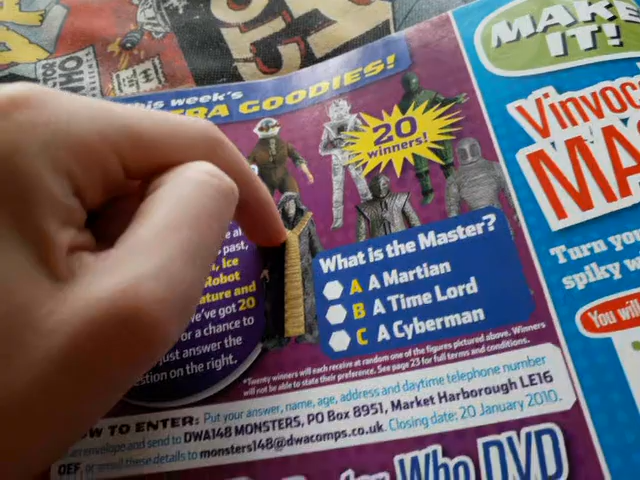 WHO
this week's
TRA GOODIES!
20
winners!
past,
Ice
Robot
ature and
e've got 20
or a chance to
just answer the
stion on the right.
What is the Master?
A A Martian
B A Time Lord
C A Cyberman
*Twenty winners will each receive at random one of the figures pictured above. Winners
will not be able to state their preference. See page 23 for full terms and conditions.
OW TO ENTER: Put your answer, name, age, address and daytime telephone number
an envelope and send to DWA148 MONSTERS, PO Box 8951, Market Harborough LE16
OEF, or email these details to monsters148@dwacomps.co.uk. Closing date: 20 January 2010.
Who DVD
MAKE
IT!
Vinvoc
MA
Turn you
spiky wi
You will